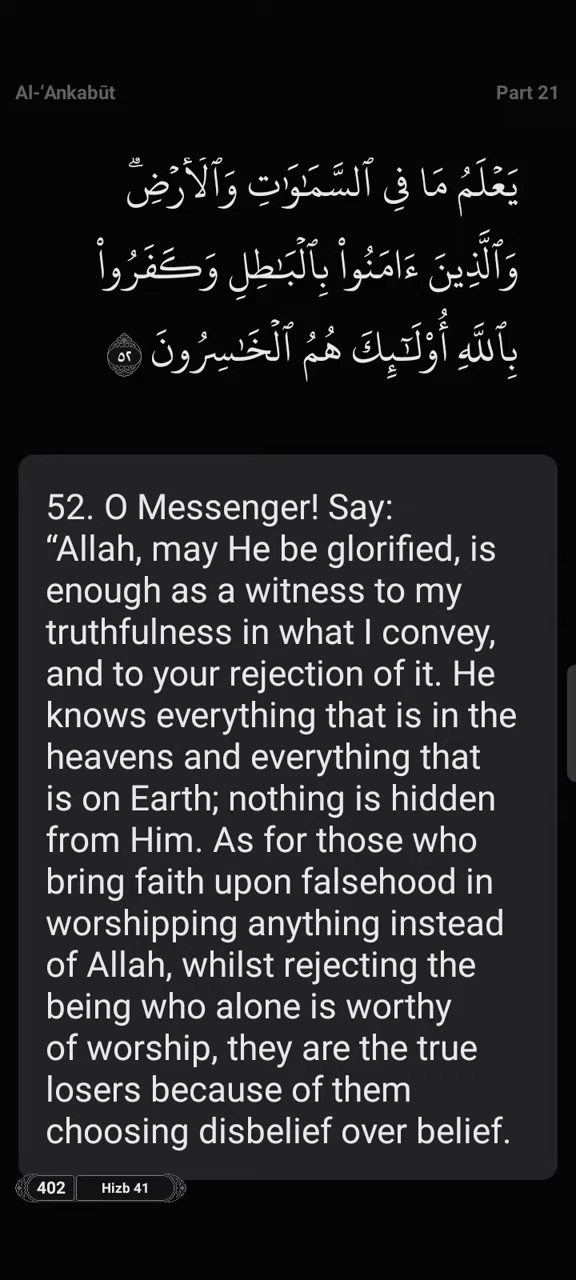 Al-‘Ankabūt
Part 21
يَعۡلَمُ مَا فِي ٱلسَّمَٰوَٰتِ وَٱلۡأَرۡضِۗ
وَٱلَّذِينَ ءَامَنُواْ بِٱلۡبَٰطِلِ وَكَفَرُواْ
بِٱللَّهِ أُوْلَٰٓئِكَ هُمُ ٱلۡخَٰسِرُونَ ٥٢
52. O Messenger! Say:
“Allah, may He be glorified, is
enough as a witness to my
truthfulness in what I convey,
and to your rejection of it. He
knows everything that is in the
heavens and everything that
is on Earth; nothing is hidden
from Him. As for those who
bring faith upon falsehood in
worshipping anything instead
of Allah, whilst rejecting the
being who alone is worthy
of worship, they are the true
losers because of them
choosing disbelief over belief.
402
Hizb 41